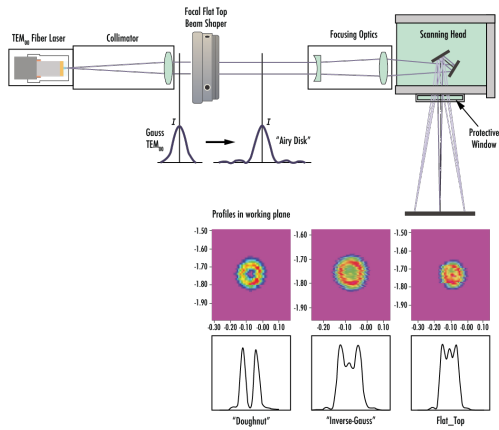 Focal Flat Top
Beam Shaper
TEM00 Fiber Laser
Collimator
Focusing Optics
Scanning Head
I
I
Gauss
TEM00
"Airy Disk"
Protective
Window
Profiles in working plane
-1.50
-1.60
-1.70
-1.80
-1.90
-0.30 -0.20 -0.10 -0.00 0.10
-1.60
-1.70
-1.80
-1.90
-0.20 -0.10 -0.00 0.10
-1.50
-1.60
-1.70
-1.80
-1.90
-0.30 -0.20 -0.10 -0.00 0.10
"Doughnut"
"Inverse-Gauss"
Flat_Top